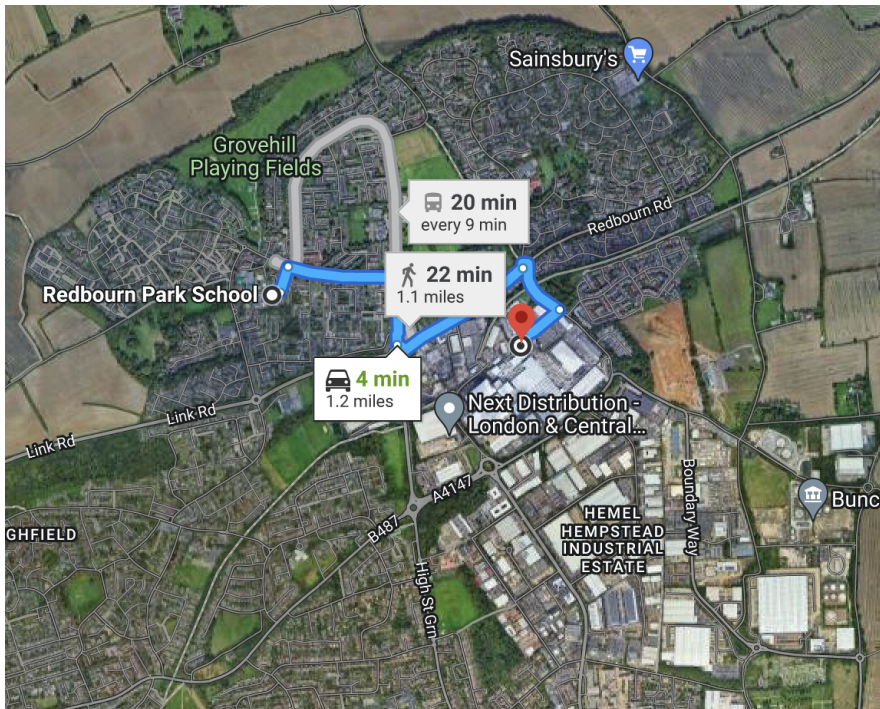 Sainsbury's
Grovehill
Playing Fields
20 min
every 9 min
Redbourn Rd
22 min
1.1 miles
Redbourn Park School
4 min
1.2 miles
Link Rd
Link Rd
Next Distribution -
London & Central...
A4147
Boundary Way
Bunc
B487
HEMEL
HEMPSTEAD
INDUSTRIAL
ESTATE
GHFIELD
High St Grn